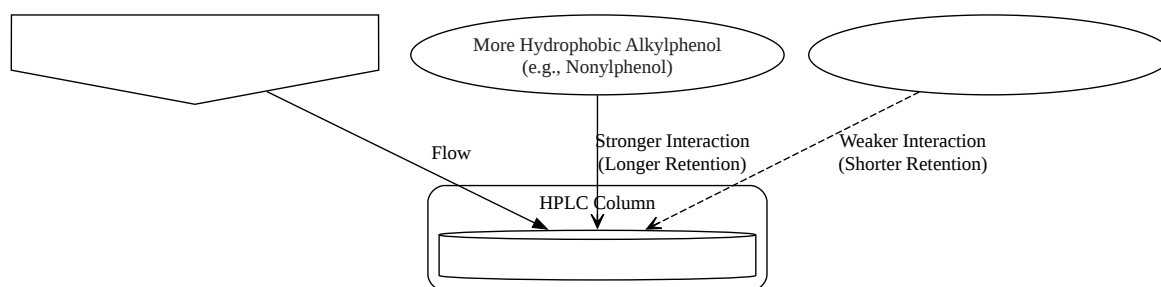 More Hydrophobic Alkylphenol
(e.g., Nonylphenol)
Flow
Stronger Interaction
(Longer Retention)
Weaker Interaction
(Shorter Retention)
HPLC Column